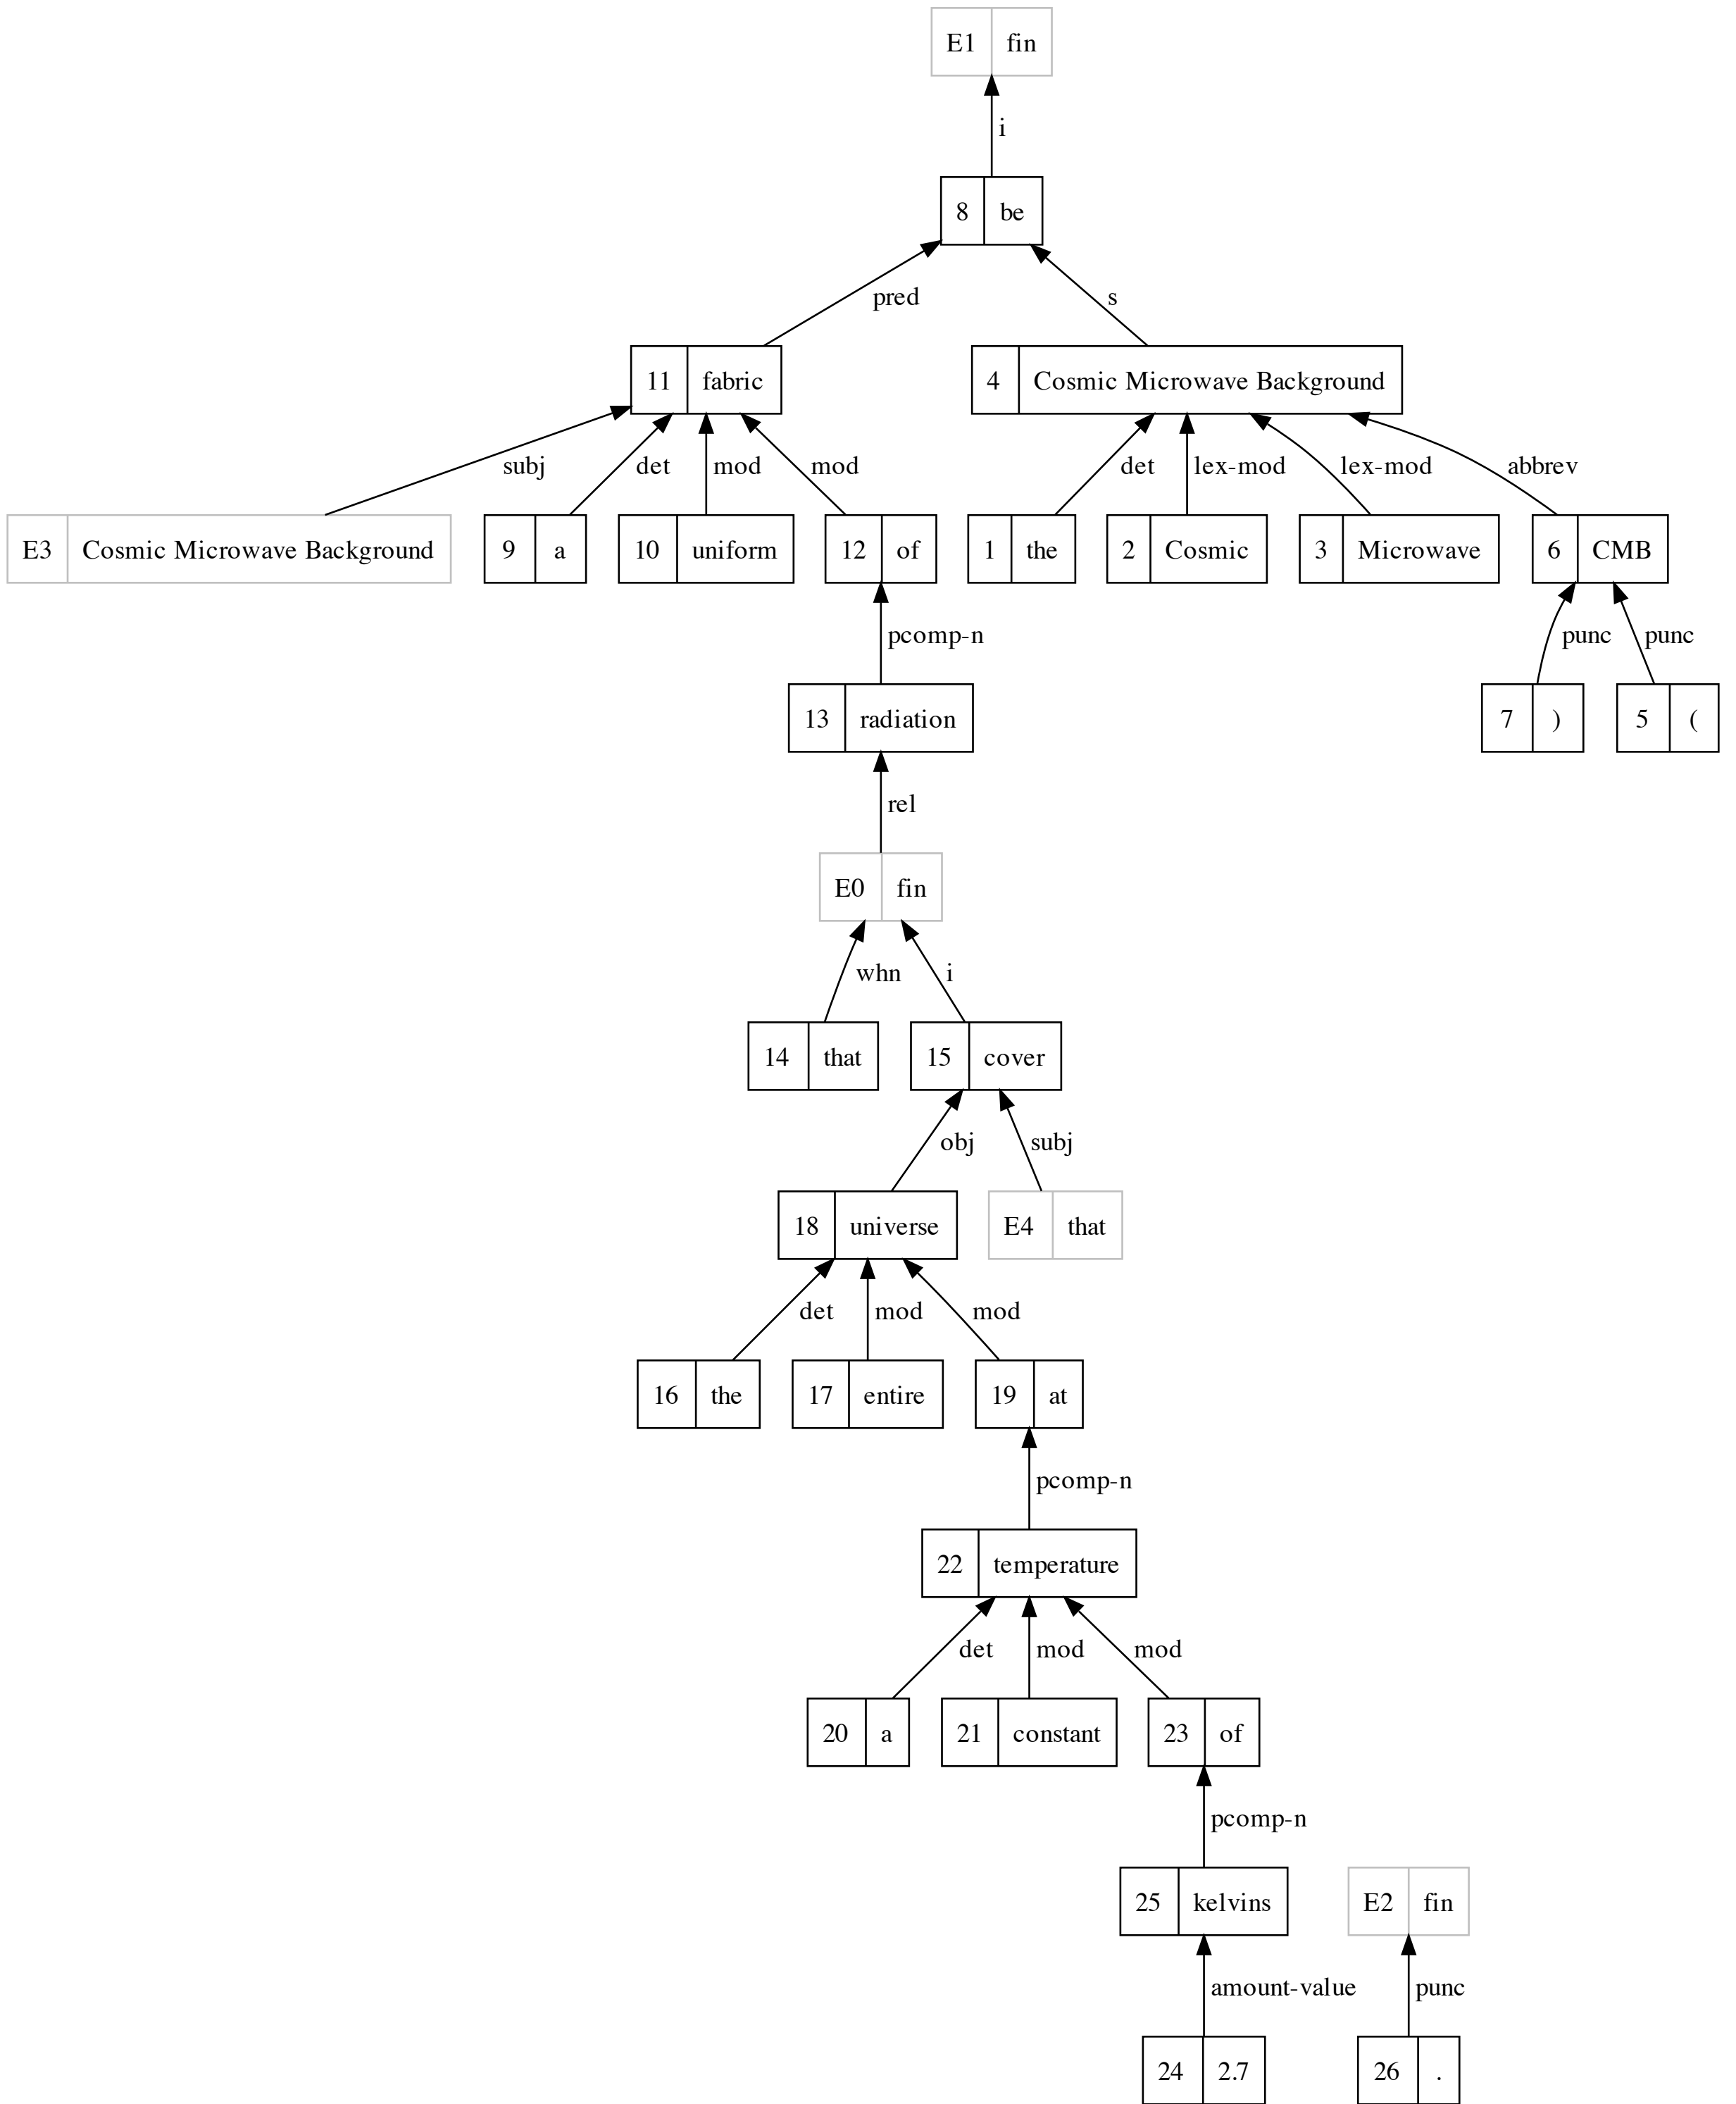 E1 fin
i
8 be
pred s
11 fabric 4 Cosmic Microwave Background
subj det mod mod det lex-mod lex-mod abbrev
E3 Cosmic Microwave Background 9 a 10 uniform 12 of 1 the 2 Cosmic 3 Microwave 6 CMB
pcomp-n punc punc
13 radiation 7 ) 5 (
rel
E0 fin
whn i
14 that 15 cover
obj subj
18 universe E4 that
det mod mod
16 the 17 entire 19 at
pcomp-n
22 temperature
det mod mod
20 a 21 constant 23 of
pcomp-n
25 kelvins E2 fin
amount-value punc
24 2.7 26 .